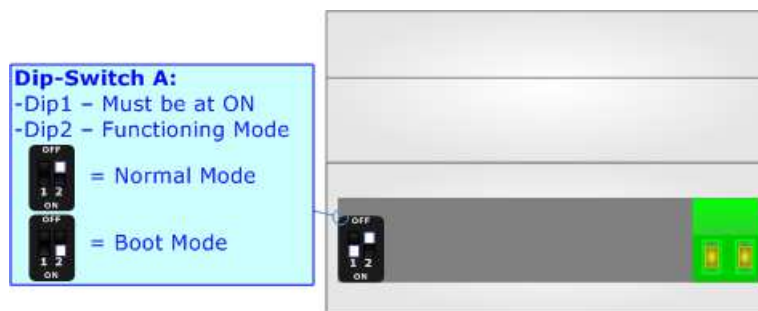 Dip-Switch A:
-Dip1 – Must be at ON
-Dip2 – Functioning Mode
OFF
1 2
ON
= Normal Mode
OFF
1 2
ON
= Boot Mode
OFF
1 2
ON